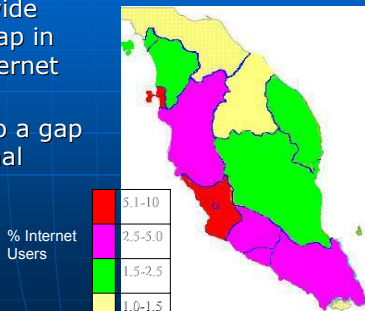 vide
ap in
ernet
o a gap
al
% Internet
Users
5.1-10
2.5-5.0
1.5-2.5
1.0-1.5